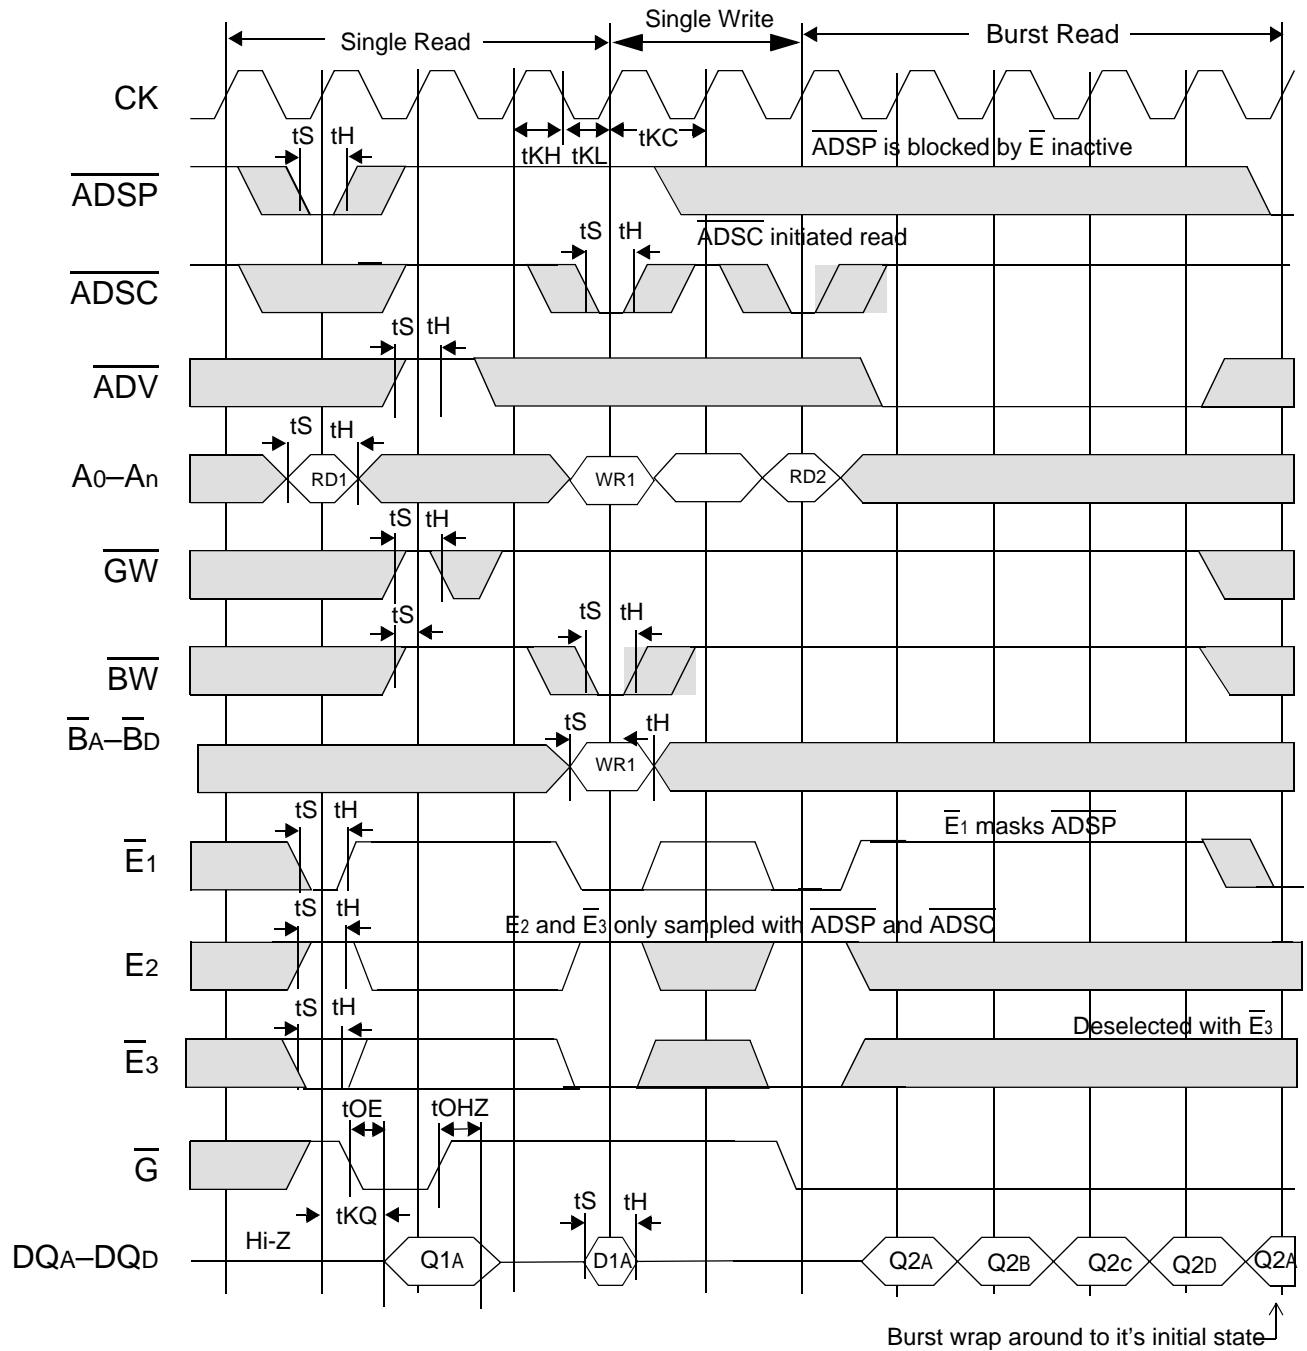 Single Read
Single Write
Burst Read
CK
tS
tH
tKH
tKL
tKC
ADSP is blocked by E inactive
ADSP
tS
tH
ADSC initiated read
ADSC
tS
tH
ADV
tS
tH
A0–An
RD1
WR1
RD2
tS
tH
GW
tS
tS
tH
BW
tS
tH
BA–BD
WR1
tS
tH
E1 masks ADSP
E1
tS
tH
E2 and E3 only sampled with ADSP and ADSC
E2
tS
tH
Deselected with E3
E3
tOE
tOHZ
G
tKQ
tS
tH
Hi-Z
DQA–DQD
Q1A
D1A
Q2A
Q2B
Q2c
Q2D
Q2A
Burst wrap around to it's initial state